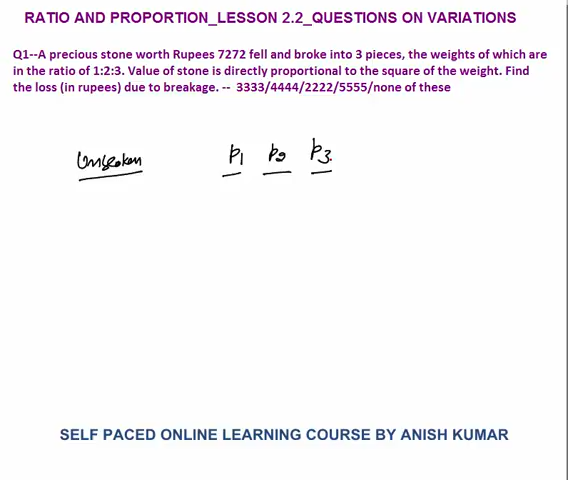 RATIO AND PROPORTION_LESSON 2.2_QUESTIONS ON VARIATIONS
Q1--A precious stone worth Rupees 7272 fell and broke into 3 pieces, the weights of which are
in the ratio of 1:2:3. Value of stone is directly proportional to the square of the weight. Find
the loss (in rupees) due to breakage. -- 3333/4444/2222/5555/none of these
Unbroken p1 p2 p3.
SELF PACED ONLINE LEARNING COURSE BY ANISH KUMAR